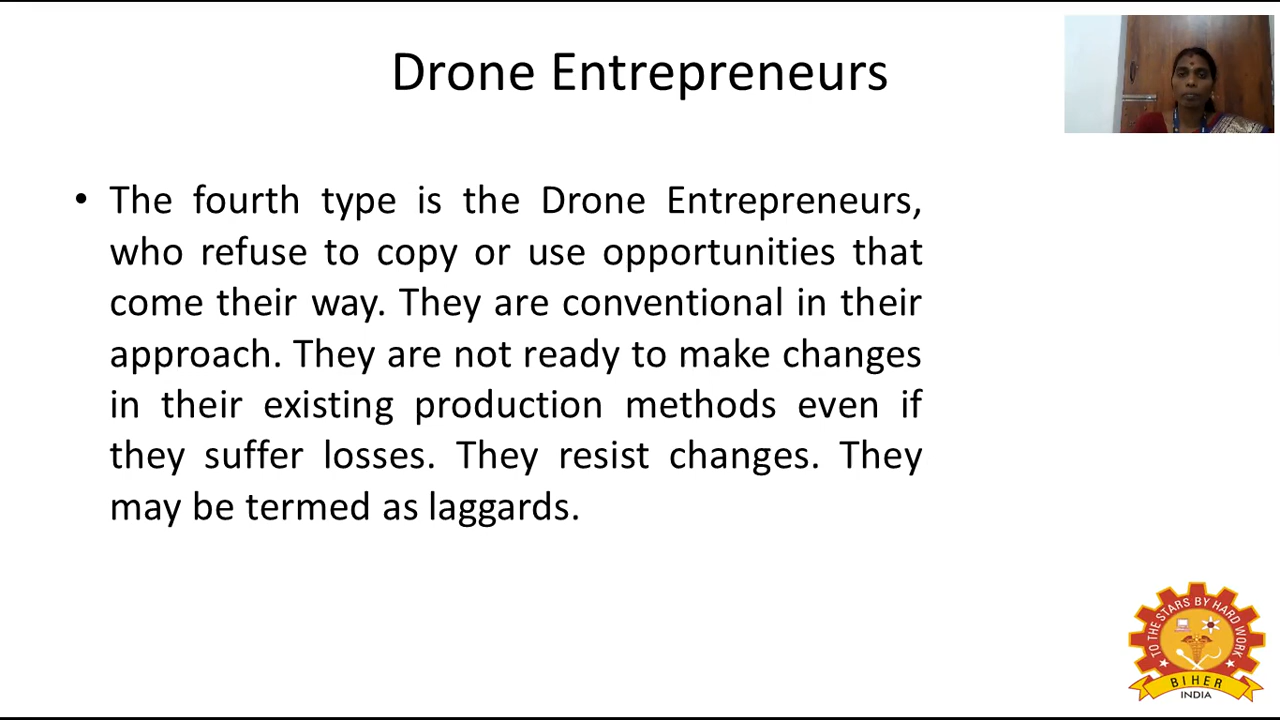 Drone Entrepreneurs
• The fourth type is the Drone Entrepreneurs,
who refuse to copy or use opportunities that
come their way. They are conventional in their
approach. They are not ready to make changes
in their existing production methods even if
they suffer losses. They resist changes. They
may be termed as laggards.
TO THE STARS BY HARD WORK
BIHER
INDIA